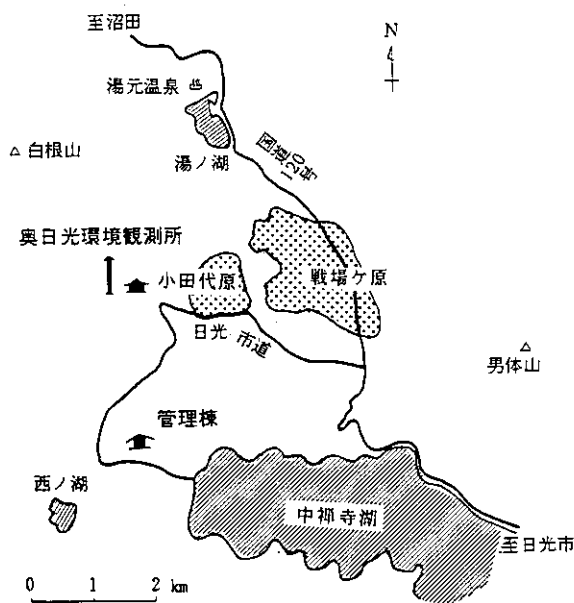 至沼田
N
湯元温泉
白根山
湯ノ湖
国道
120号
奥日光環境観測所
小田代原
戦場ケ原
日光市道
男体山
管理棟
西ノ湖
中禅寺湖
至日光市
0 1 2 km